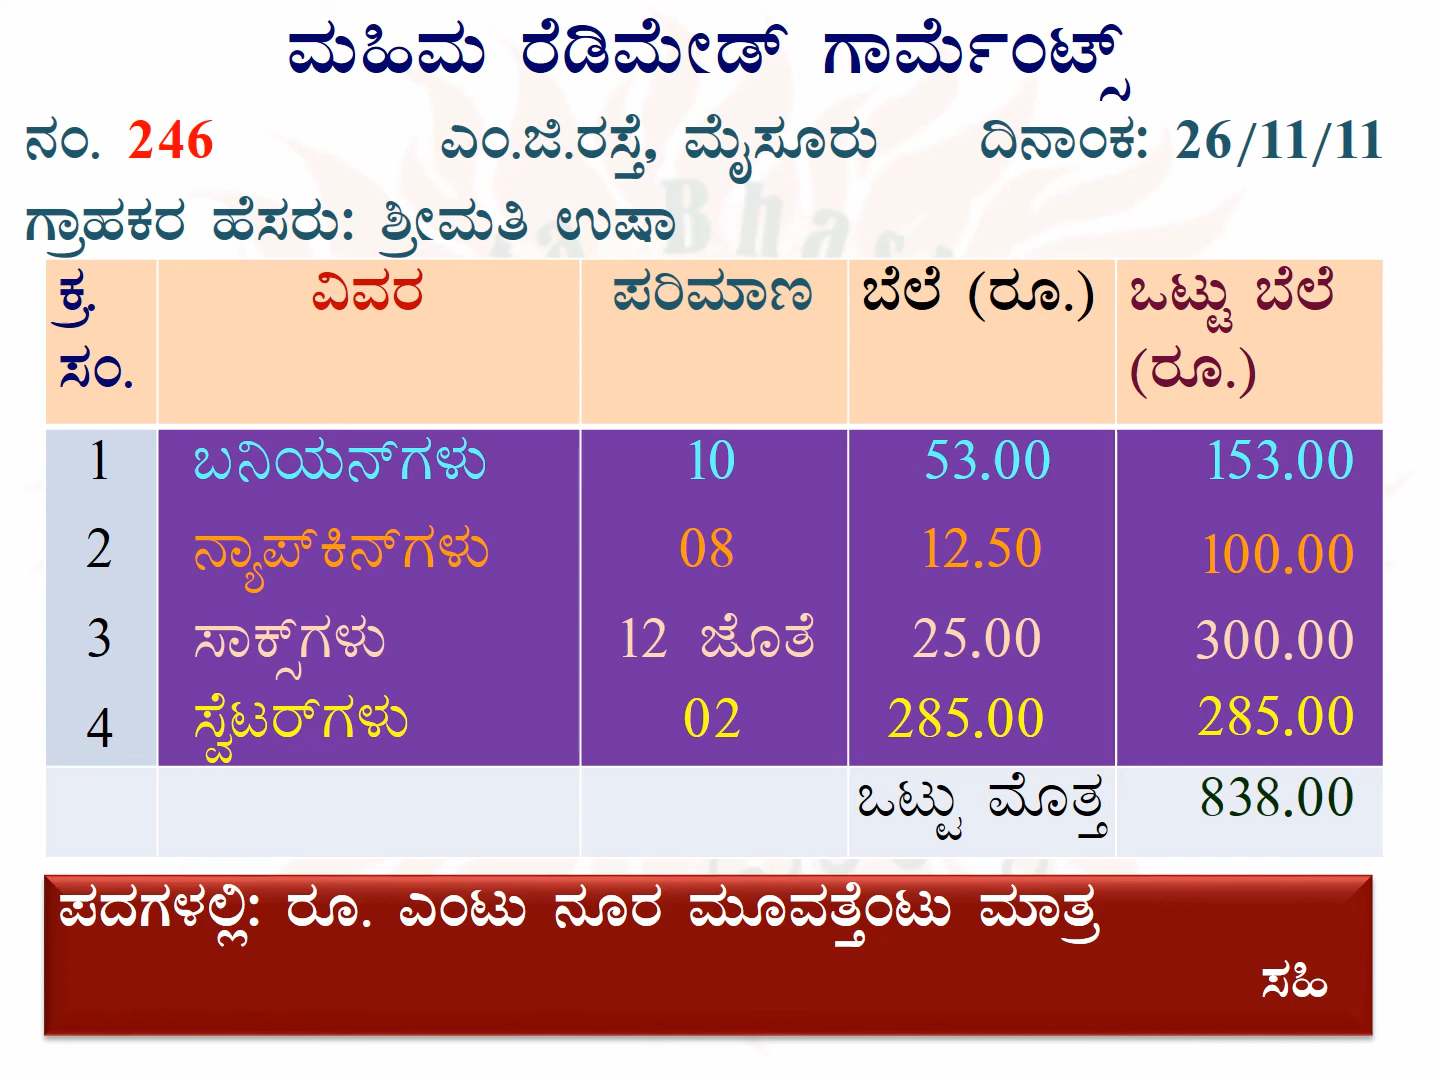 ಮಹಿಮ ರೆಡಿಮೇಡ್ ಗಾರ್ಮೆಂಟ್ಸ್
ನಂ. 246 ಎಂ.ಜಿ.ರಸ್ತೆ, ಮೈಸೂರು ದಿನಾಂಕ: 26/11/11
ಗ್ರಾಹಕರ ಹೆಸರು: ಶ್ರೀಮತಿ ಉಷಾ
ಕ್ರ. ಸಂ. ವಿವರ ಪರಿಮಾಣ ಬೆಲೆ (ರೂ.) ಒಟ್ಟು ಬೆಲೆ (ರೂ.)
1 ಬನಿಯನ್‌ಗಳು 10 53.00 153.00
2 ನ್ಯಾಪ್‌ಕಿನ್‌ಗಳು 08 12.50 100.00
3 ಸಾಕ್ಸ್‌ಗಳು 12 ಜೊತೆ 25.00 300.00
4 ಸ್ವೆಟರ್‌ಗಳು 02 285.00 285.00
ಒಟ್ಟು ಮೊತ್ತ 838.00
ಪದಗಳಲ್ಲಿ: ರೂ. ಎಂಟು ನೂರ ಮೂವತ್ತೆಂಟು ಮಾತ್ರ
ಸಹಿ